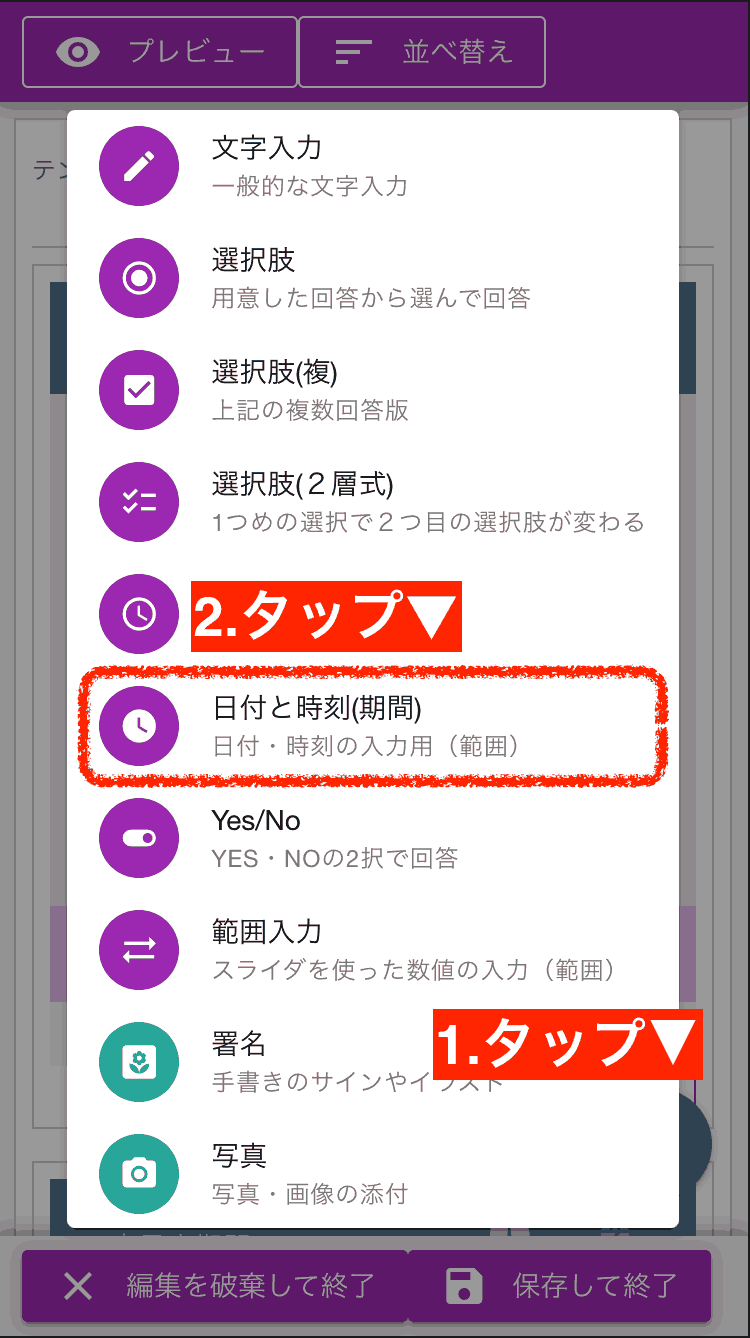 プレビュー
並べ替え
テン
文字入力
一般的な文字入力
選択肢
用意した回答から選んで回答
選択肢(複)
上記の複数回答版
選択肢(２層式)
1つめの選択で２つ目の選択肢が変わる
2.タップ▼
日付と時刻(期間)
日付・時刻の入力用（範囲）
Yes/No
YES・NOの2択で回答
範囲入力
スライダを使った数値の入力（範囲）
署名
1.タップ▼
手書きのサインやイラスト
写真
写真・画像の添付
編集を破棄して終了
保存して終了